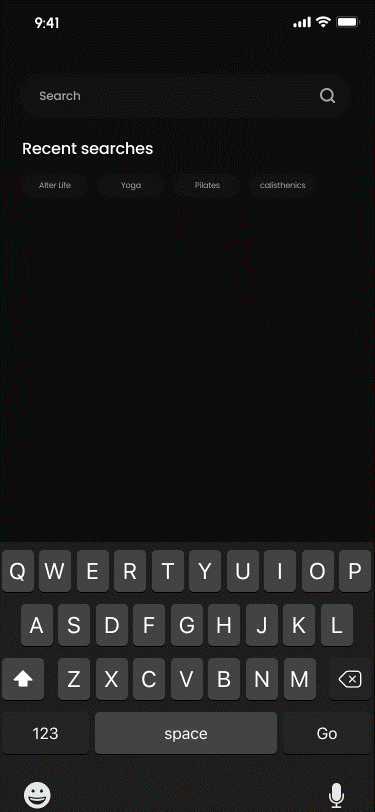 9:41
Search
Recent searches
Alter Life Yoga Pilates calisthenics
Q W E R T Y U I O P
A S D F G H J K L
Z X C V B N M
123 space Go